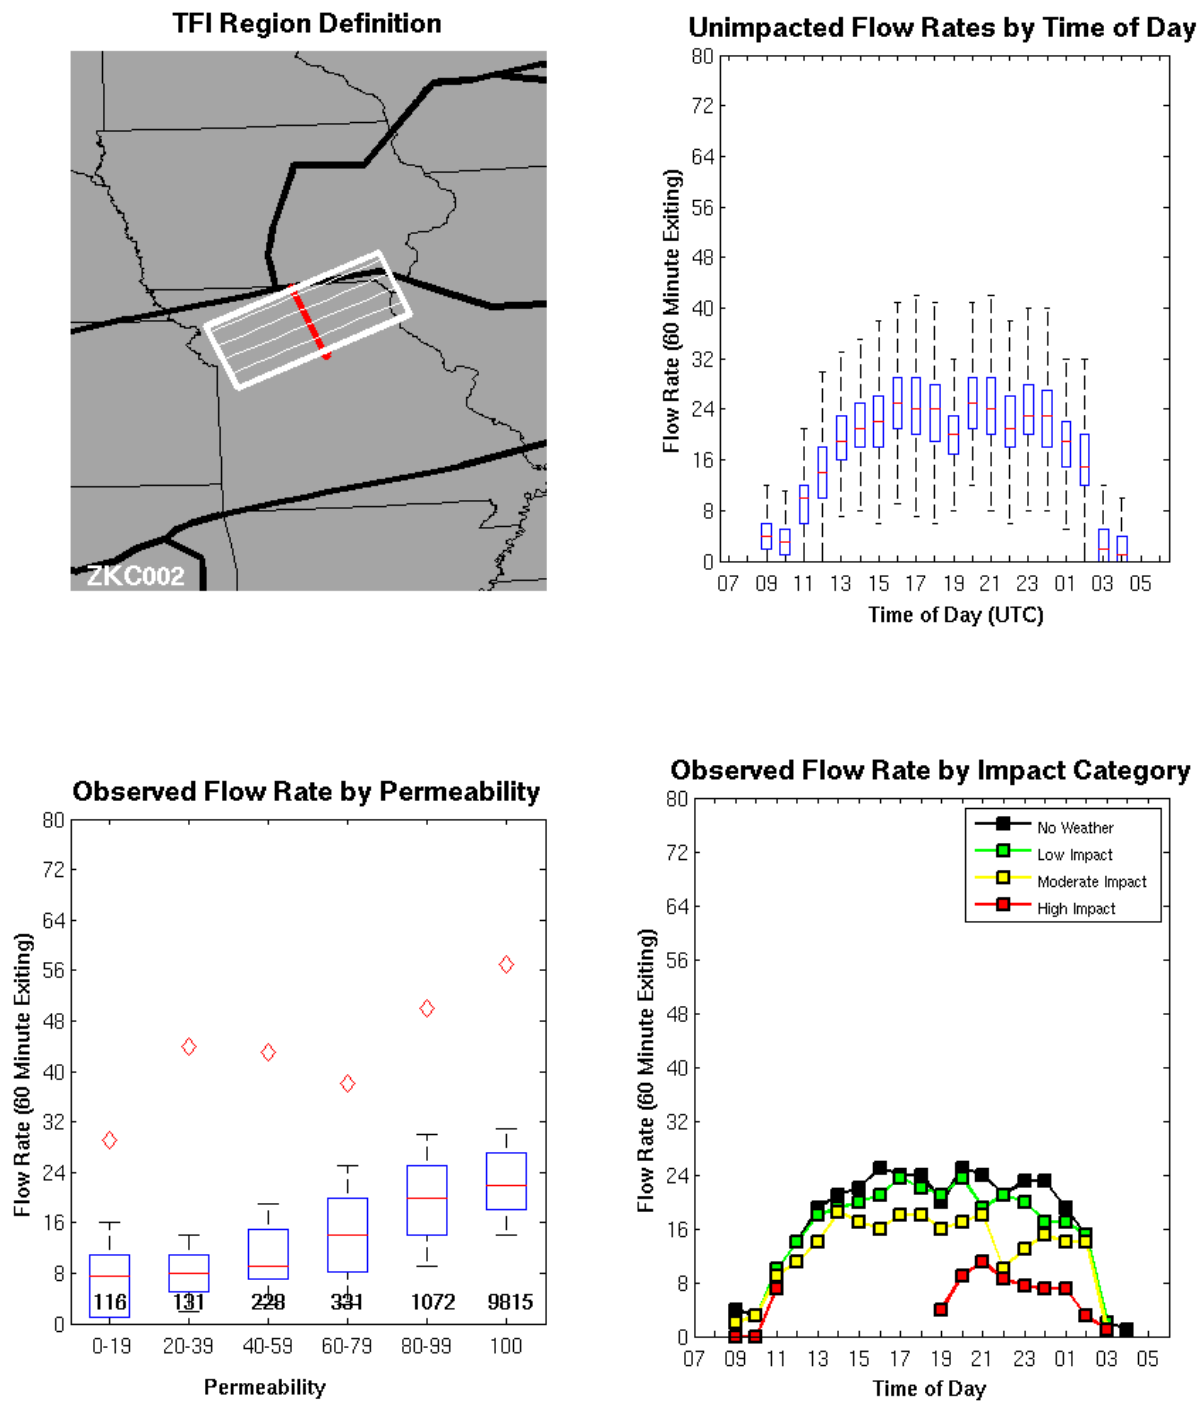 TFI Region Definition
ZKC002
Unimpacted Flow Rates by Time of Day
Flow Rate (60 Minute Exiting)
80
72
64
56
48
40
32
24
16
8
0
07 09 11 13 15 17 19 21 23 01 03 05
Time of Day (UTC)
Observed Flow Rate by Permeability
Flow Rate (60 Minute Exiting)
80
72
64
56
48
40
32
24
16
8
0
116 131 228 331 1072 9815
0-19 20-39 40-59 60-79 80-99 100
Permeability
Observed Flow Rate by Impact Category
Flow Rate (60 Minute Exiting)
80
72
64
56
48
40
32
24
16
8
0
No Weather
Low Impact
Moderate Impact
High Impact
07 09 11 13 15 17 19 21 23 01 03 05
Time of Day